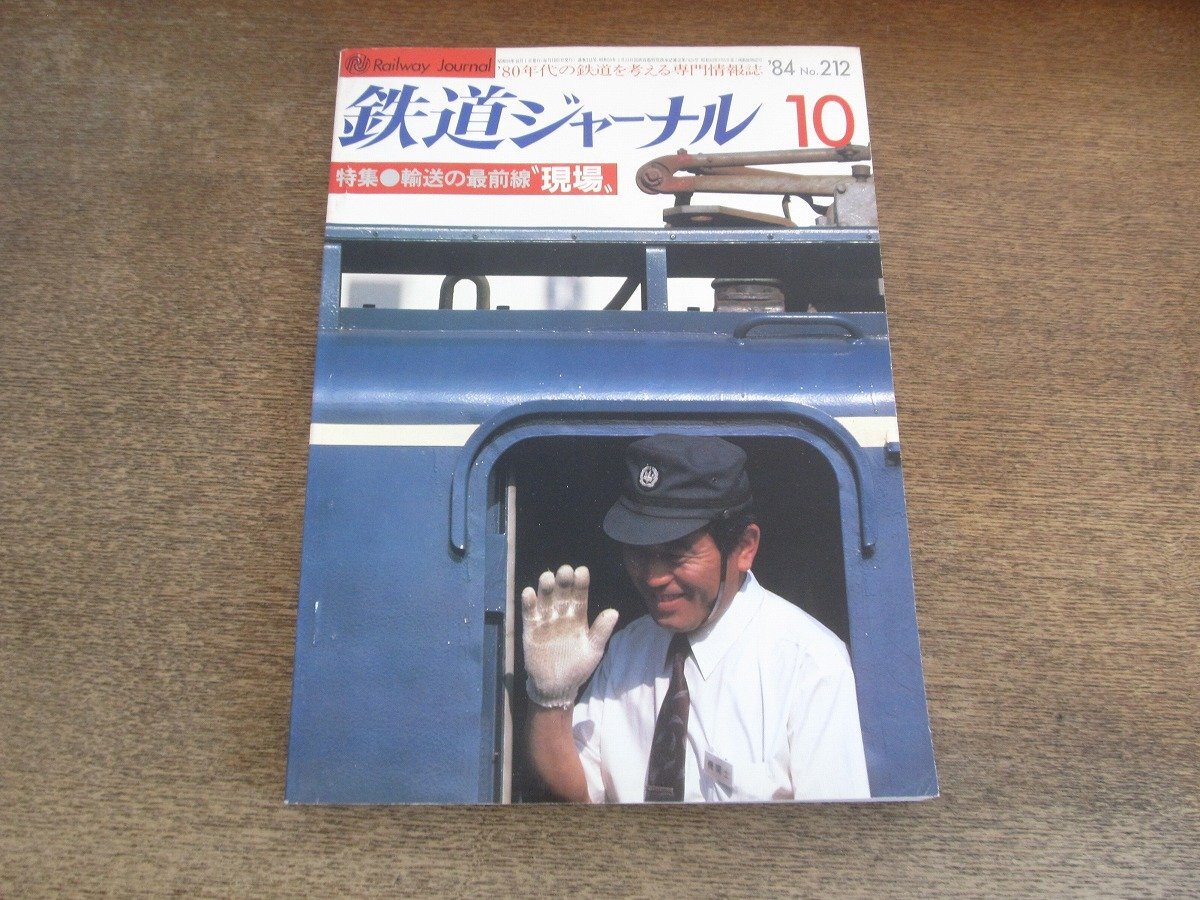 Railway Journal
'80年代の鉄道を考える専門情報誌 '84 No.212
鉄道ジャーナル 10
特集●輸送の最前線〝現場〟